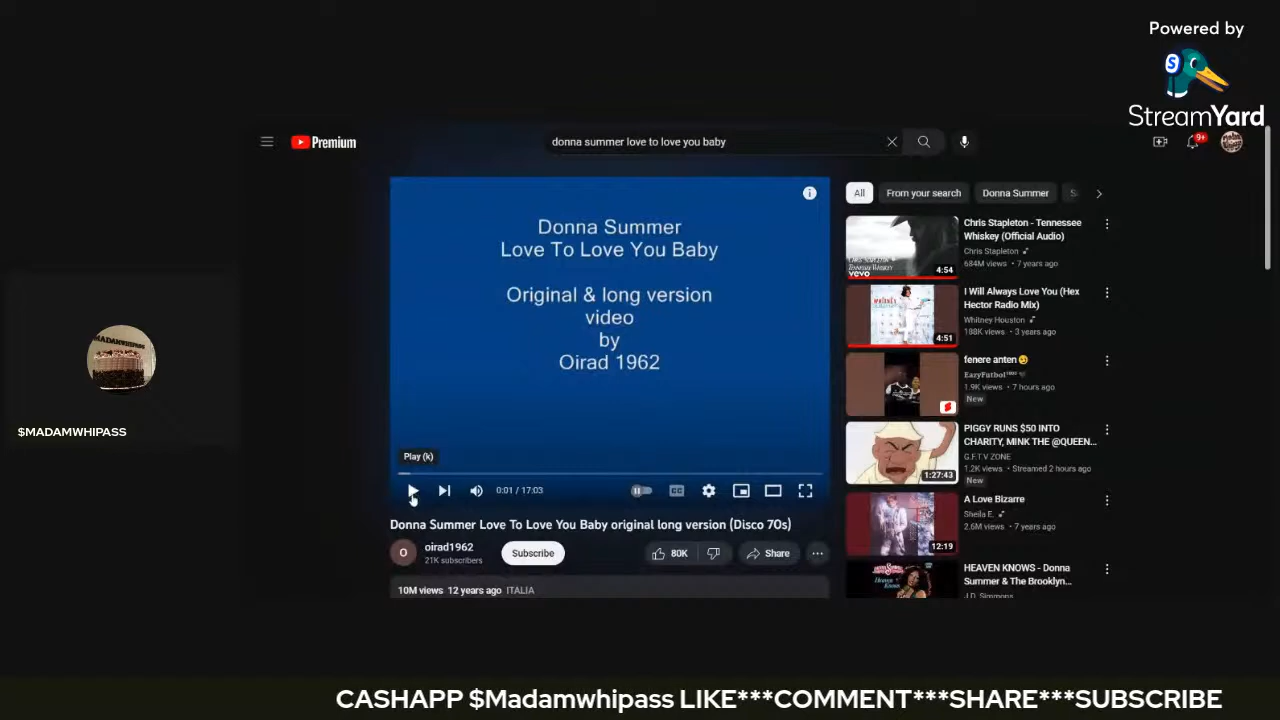 Powered by
StreamYard
Premium
donna summer love to love you baby
9+
Donna Summer
Love To Love You Baby
Original & long version
video
by
Oirad 1962
Play (k)
0:01 / 17:03
Donna Summer Love To Love You Baby original long version (Disco 70s)
O
oirad1962
21K subscribers
Subscribe
80K
Share
10M views 12 years ago ITALIA
All
From your search
Donna Summer
S
4:54
Chris Stapleton - Tennessee
Whiskey (Official Audio)
Chris Stapleton
684M views • 7 years ago
4:51
I Will Always Love You (Hex
Hector Radio Mix)
Whitney Houston
188K views • 3 years ago
fenere anten
1.9K views • 7 hours ago
New
1:27:43
PIGGY RUNS $50 INTO
CHARITY, MINK THE @QUEEN...
G.F.T.V ZONE
1.2K views • Streamed 2 hours ago
New
12:19
A Love Bizarre
Sheila E.
2.6M views • 7 years ago
HEAVEN KNOWS - Donna
Summer & The Brooklyn...
J.D. Simmons
MADAMWHIPASS
$MADAMWHIPASS
CASHAPP $Madamwhipass LIKE***COMMENT***SHARE***SUBSCRIBE